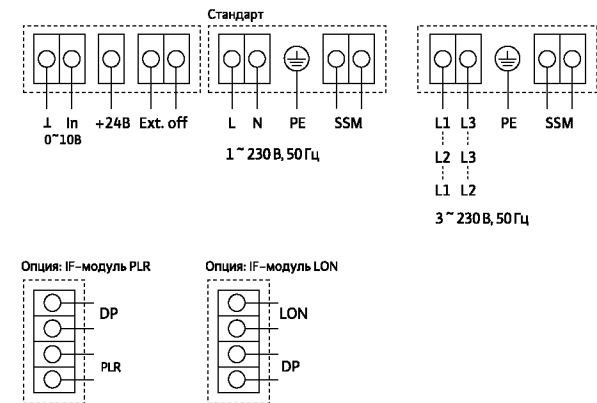 Стандарт
⊥ In +24В Ext. off L N PE SSM L1 L3 PE SSM
0~10В
1 ~ 230 В, 50 Гц
L2 L3
L1 L2
3 ~ 230 В, 50 Гц
Опция: IF-модуль PLR Опция: IF-модуль LON
DP LON
PLR DP